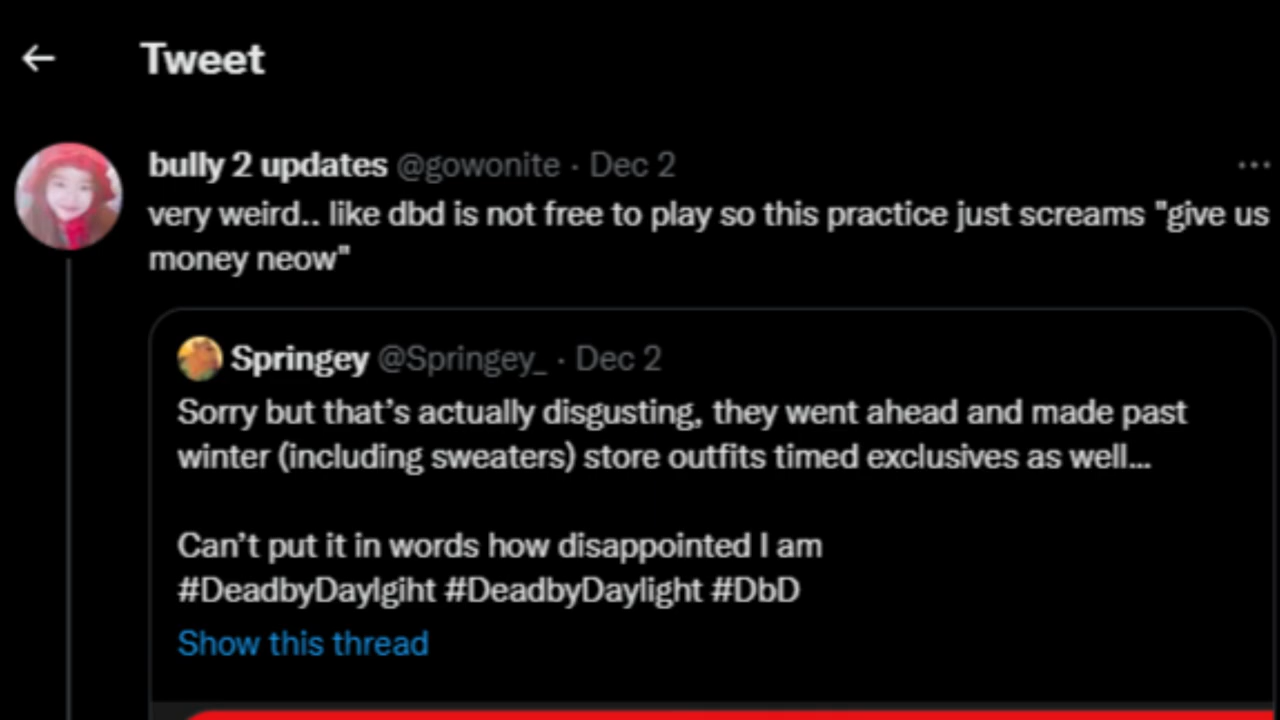 Tweet
bully 2 updates @gowonite · Dec 2
very weird.. like dbd is not free to play so this practice just screams "give us
money neow"
Springey @Springey_ · Dec 2
Sorry but that’s actually disgusting, they went ahead and made past
winter (including sweaters) store outfits timed exclusives as well...
Can’t put it in words how disappointed I am
#DeadbyDaylgiht #DeadbyDaylight #DbD
Show this thread